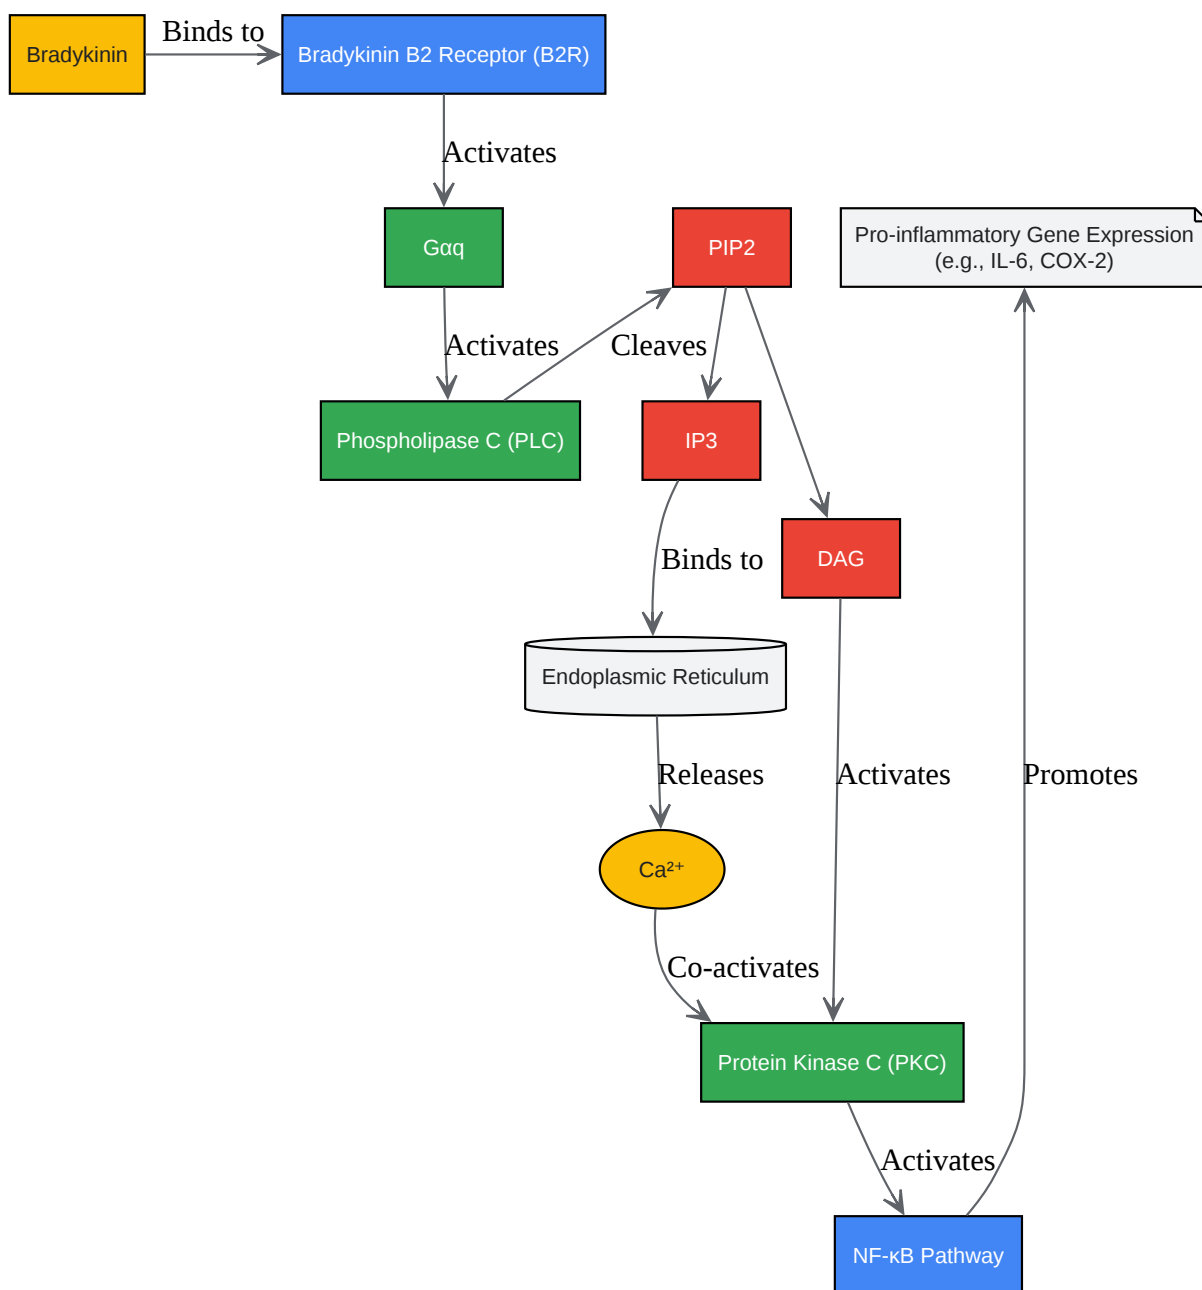 Bradykinin
Binds to
Bradykinin B2 Receptor (B2R)
Activates
Gαq
PIP2
Pro-inflammatory Gene Expression
(e.g., IL-6, COX-2)
Activates
Cleaves
Phospholipase C (PLC)
IP3
Binds to
DAG
Endoplasmic Reticulum
Releases
Activates
Promotes
Ca²⁺
Co-activates
Protein Kinase C (PKC)
Activates
NF-κB Pathway